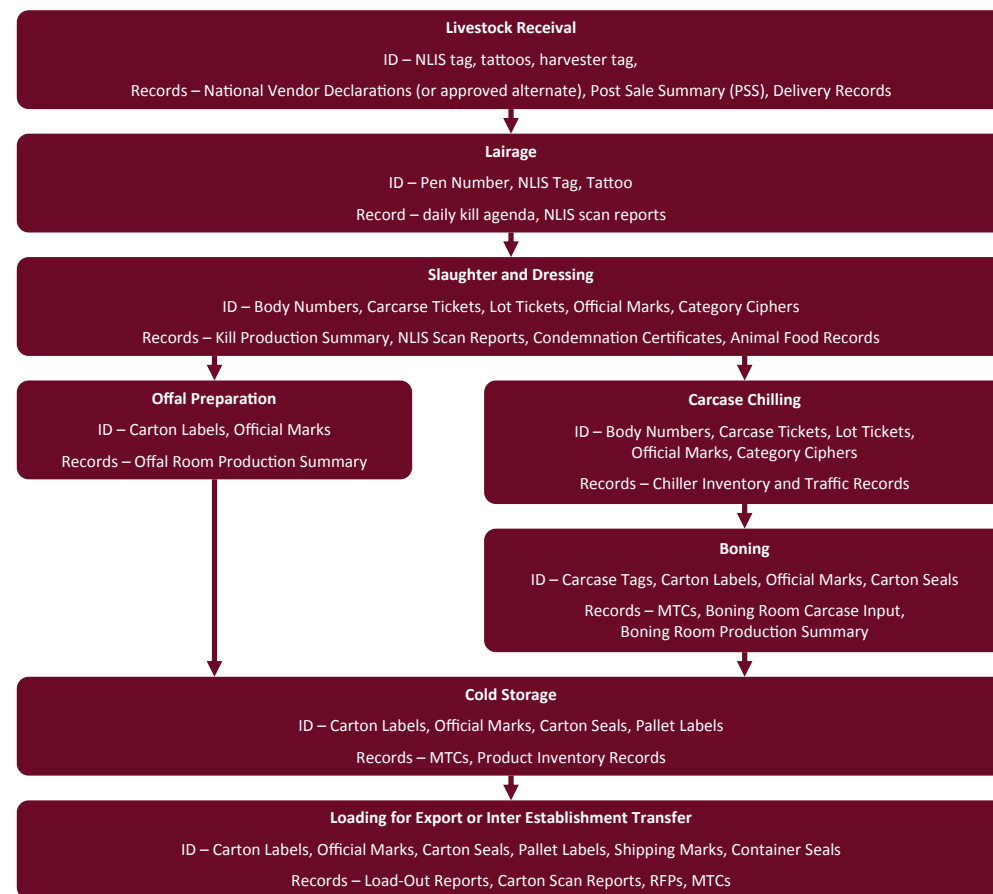 Livestock Receival
ID – NLIS tag, tattoos, harvester tag,
Records – National Vendor Declarations (or approved alternate), Post Sale Summary (PSS), Delivery Records
Lairage
ID – Pen Number, NLIS Tag, Tattoo
Record – daily kill agenda, NLIS scan reports
Slaughter and Dressing
ID – Body Numbers, Carcarse Tickets, Lot Tickets, Official Marks, Category Ciphers
Records – Kill Production Summary, NLIS Scan Reports, Condemnation Certificates, Animal Food Records
Offal Preparation
ID – Carton Labels, Official Marks
Records – Offal Room Production Summary
Carcase Chilling
ID – Body Numbers, Carcase Tickets, Lot Tickets,
Official Marks, Category Ciphers
Records – Chiller Inventory and Traffic Records
Boning
ID – Carcase Tags, Carton Labels, Official Marks, Carton Seals
Records – MTCs, Boning Room Carcase Input,
Boning Room Production Summary
Cold Storage
ID – Carton Labels, Official Marks, Carton Seals, Pallet Labels
Records – MTCs, Product Inventory Records
Loading for Export or Inter Establishment Transfer
ID – Carton Labels, Official Marks, Carton Seals, Pallet Labels, Shipping Marks, Container Seals
Records – Load-Out Reports, Carton Scan Reports, RFPs, MTCs